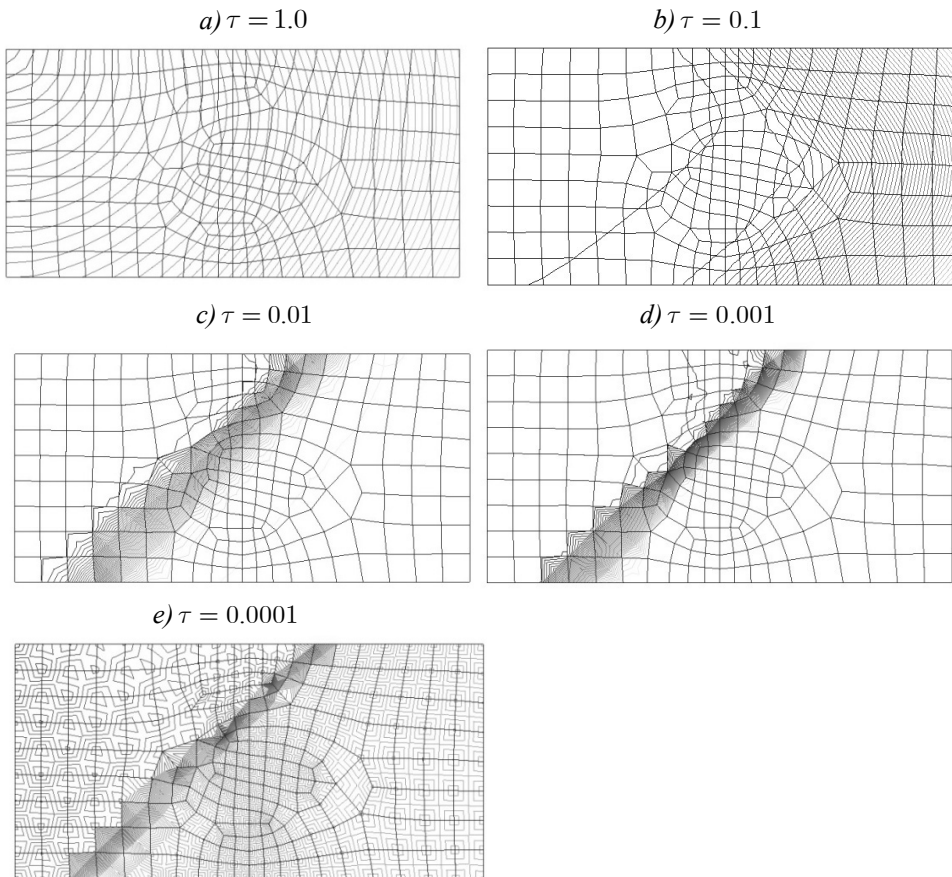 a) τ = 1.0
b) τ = 0.1
c) τ = 0.01
d) τ = 0.001
e) τ = 0.0001